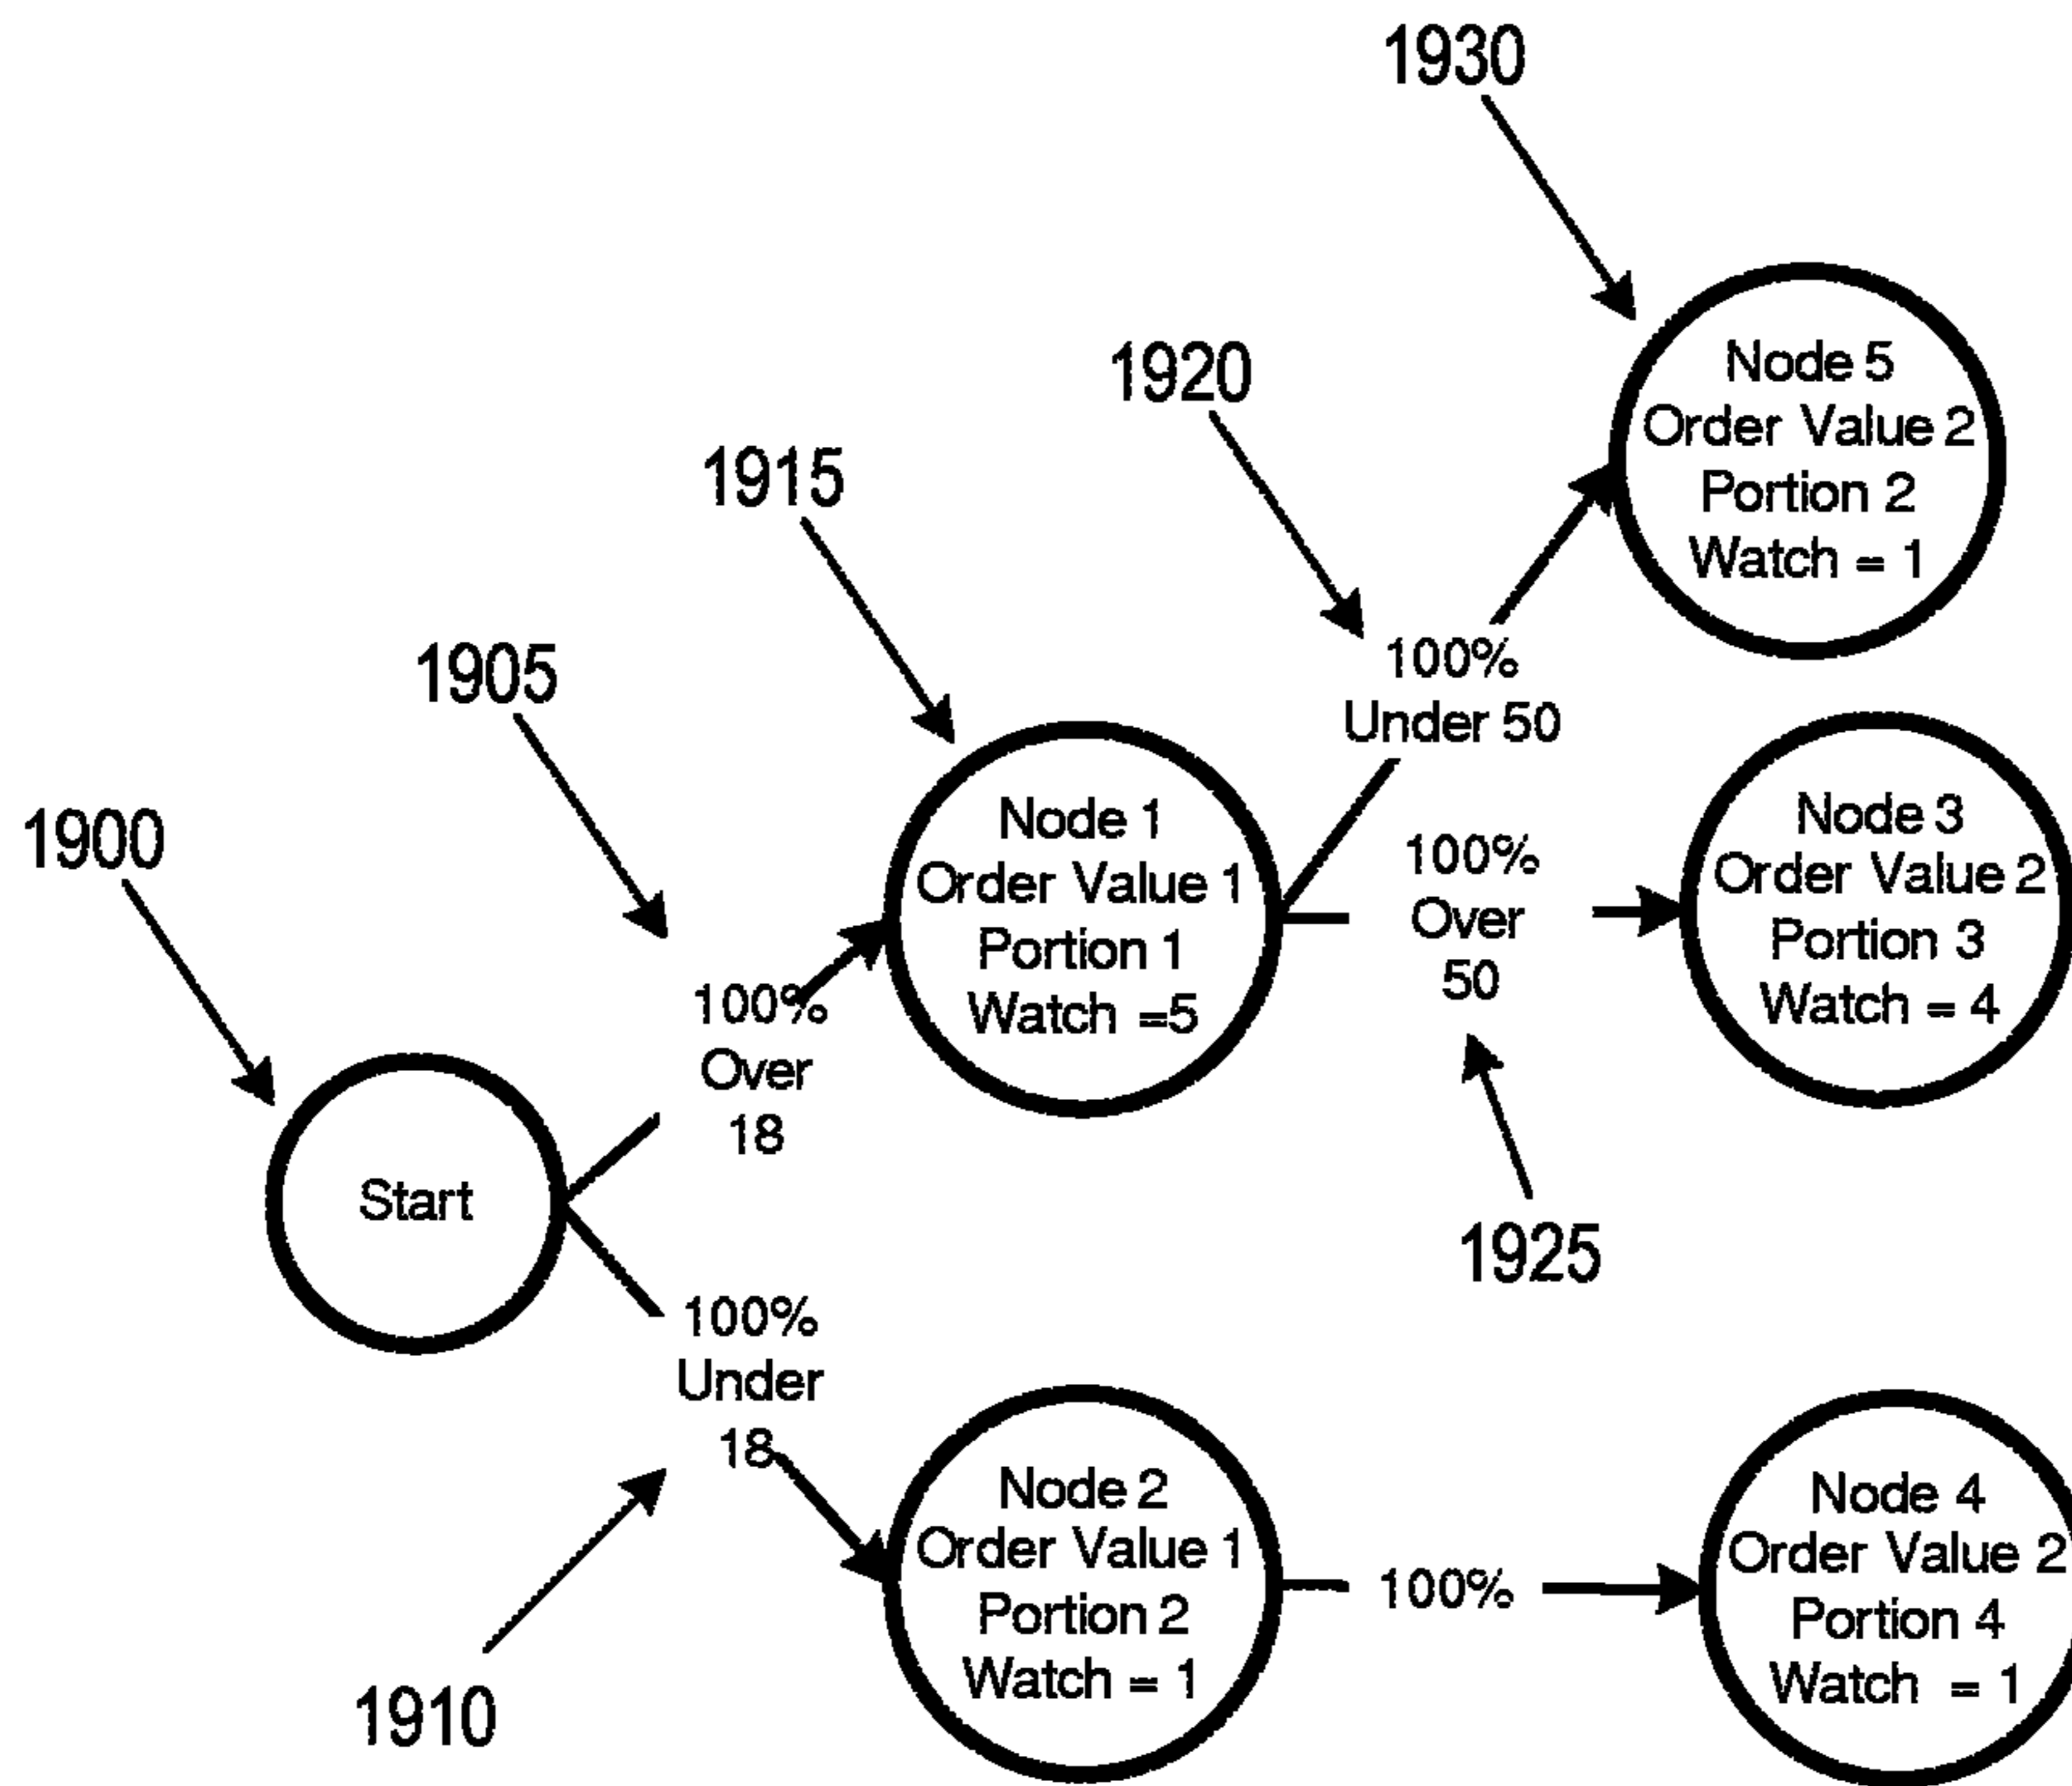 1930
1920
Node 5
Order Value 2
Portion 2
Watch = 1
1915
100%
Under 50
1905
Node 1
Order Value 1
Portion 1
Watch =5
100%
Over
50
Node 3
Order Value 2
Portion 3
Watch = 4
1900
100%
Over
18
Start
1925
100%
Under
18
1910
Node 2
Order Value 1
Portion 2
Watch = 1
100%
Node 4
Order Value 2
Portion 4
Watch = 1